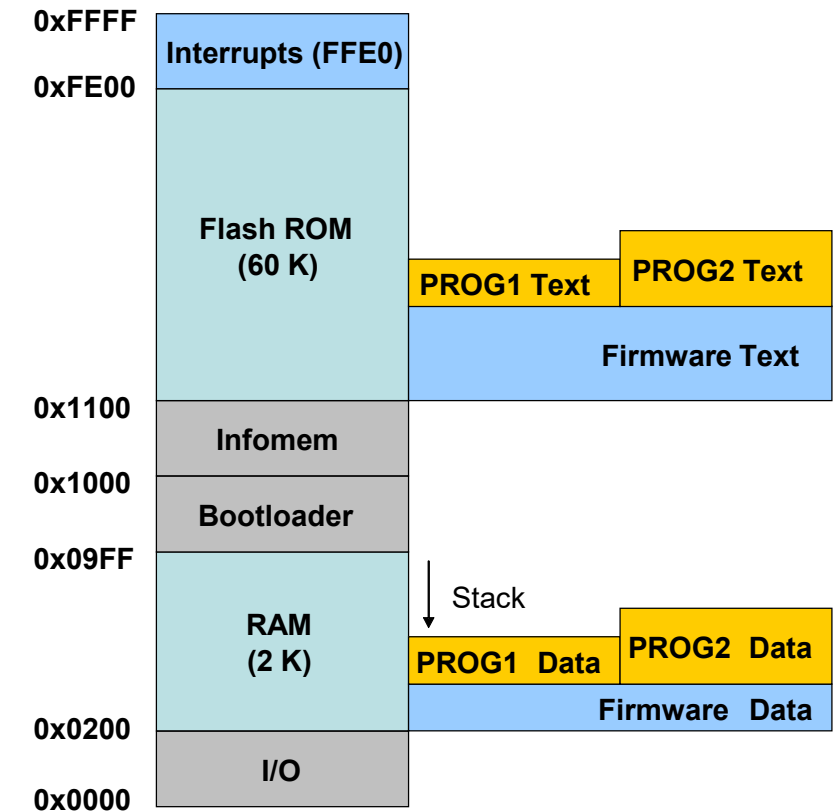 0xFFFF
Interrupts (FFE0)
0xFE00
Flash ROM
(60 K)
PROG1 Text
PROG2 Text
Firmware Text
0x1100
Infomem
0x1000
Bootloader
0x09FF
Stack
RAM
(2 K)
PROG1 Data
PROG2 Data
Firmware Data
0x0200
I/O
0x0000